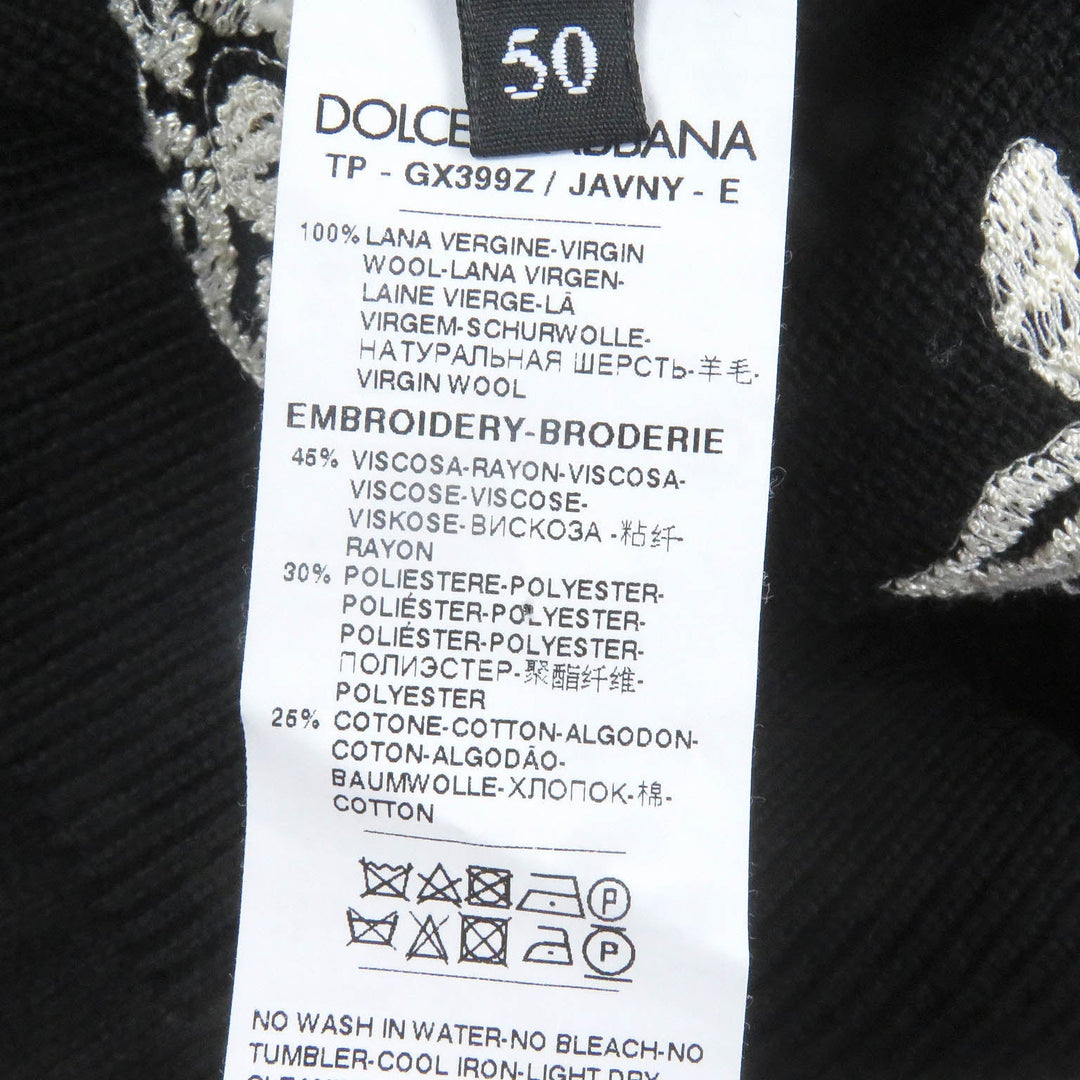 50
DOLCE
TP - GX399Z / JAVNY - E
100% LANA VERGINE-VIRGIN
WOOL-LANA VIRGEN-
LAINE VIERGE-LÃ
VIRGEM-SCHURWOLLE-
НАТУРАЛЬНАЯ ШЕРСТЬ-羊毛-
VIRGIN WOOL
EMBROIDERY-BRODERIE
45% VISCOSA-RAYON-VISCOSA-
VISCOSE-VISCOSE-
VISKOSE-ВИСКОЗА -粘纤-
RAYON
30% POLIESTERE-POLYESTER-
POLIÉSTER-POLYESTER-
POLIÉSTER-POLYESTER-
ПОЛИЭСТЕР-聚酯纤维-
POLYESTER
25% COTONE-COTTON-ALGODON-
COTON-ALGODÃO-
BAUMWOLLE-ХЛОПОК-棉-
COTTON
P
P
NO WASH IN WATER-NO BLEACH-NO
TUMBLER-COOL IRON-LIGHT DRY